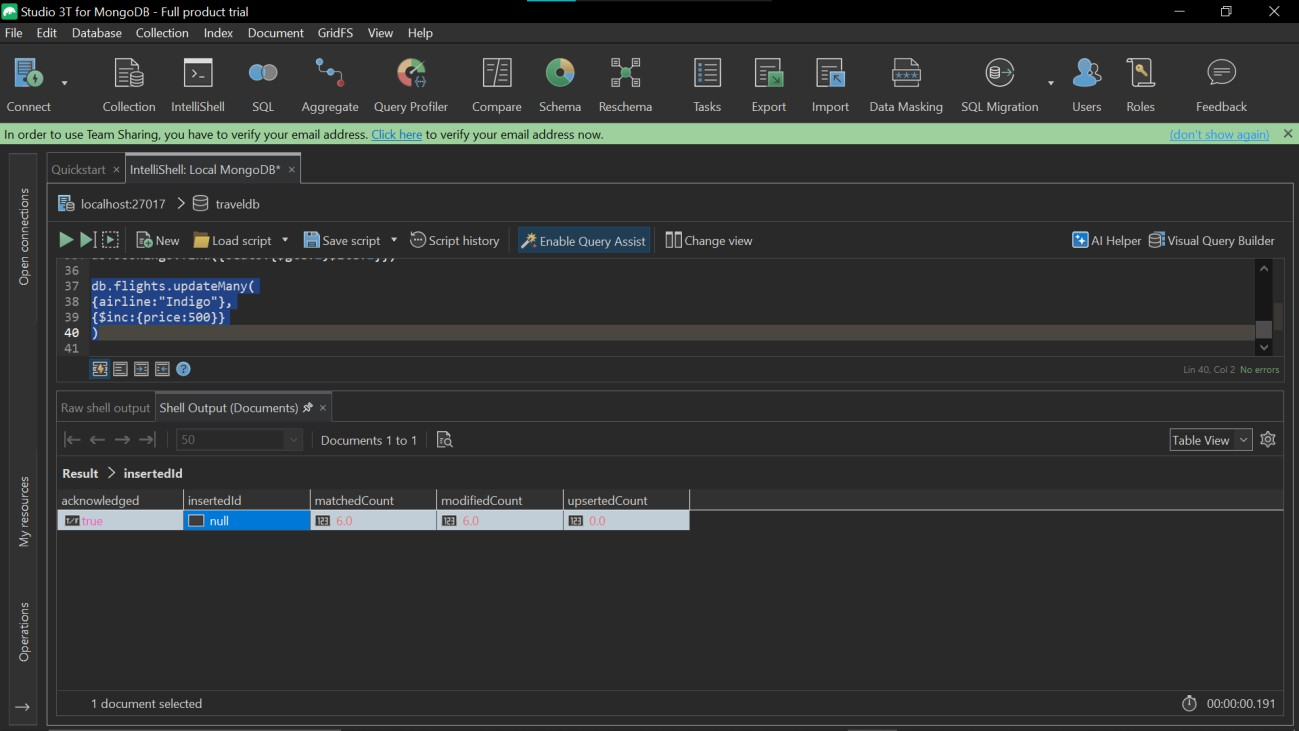 Studio 3T for MongoDB - Full product trial
File Edit Database Collection Index Document GridFS View Help
Connect Collection IntelliShell SQL Aggregate Query Profiler Compare Schema Reschema Tasks Export Import Data Masking SQL Migration Users Roles Feedback
In order to use Team Sharing, you have to verify your email address. Click here to verify your email address now. (don't show again)
Open connections
My resources
Operations
Quickstart IntelliShell: Local MongoDB*
localhost:27017 traveldb
New Load script Save script Script history Enable Query Assist Change view AI Helper Visual Query Builder
36
37 db.flights.updateMany(
38 {airline:"Indigo"},
39 {$inc:{price:500}}
40 )
41
Lin 40, Col 2 No errors
Raw shell output Shell Output (Documents)
50 Documents 1 to 1 Table View
Result > insertedId
acknowledged insertedId matchedCount modifiedCount upsertedCount
true null 6.0 6.0 0.0
1 document selected 00:00:00.191